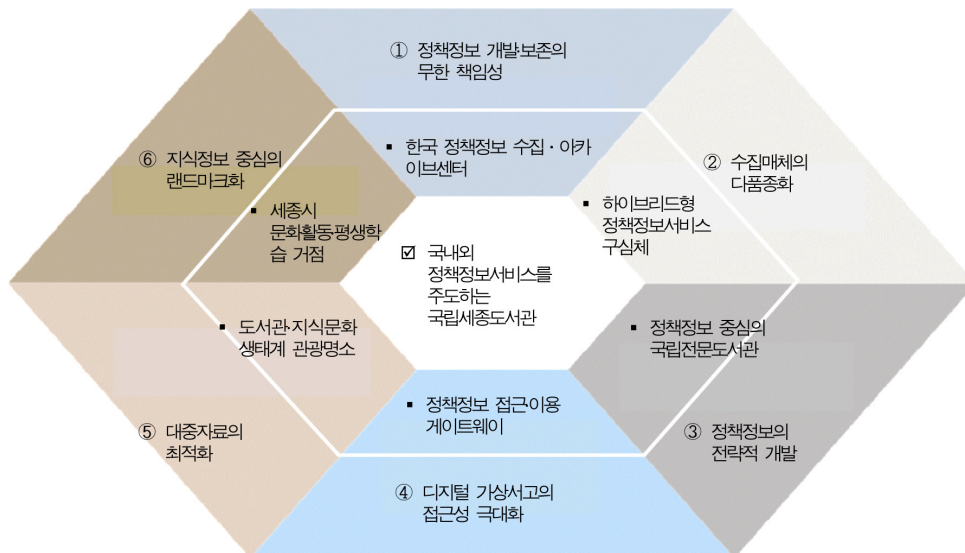 ① 정책정보 개발·보존의
무한 책임성
▪ 한국 정책정보 수집·아카
이브센터
② 수집매체의
다품종화
▪ 하이브리드형
정책정보서비스
구심체
⑥ 지식정보 중심의
랜드마크화
▪ 세종시
문화활동·평생학
습 거점
☑ 국내외
정책정보서비스를
주도하는
국립세종도서관
▪ 도서관·지식문화
생태계 관광명소
▪ 정책정보 중심의
국립전문도서관
▪ 정책정보 접근·이용
게이트웨이
⑤ 대중자료의
최적화
③ 정책정보의
전략적 개발
④ 디지털 가상서고의
접근성 극대화